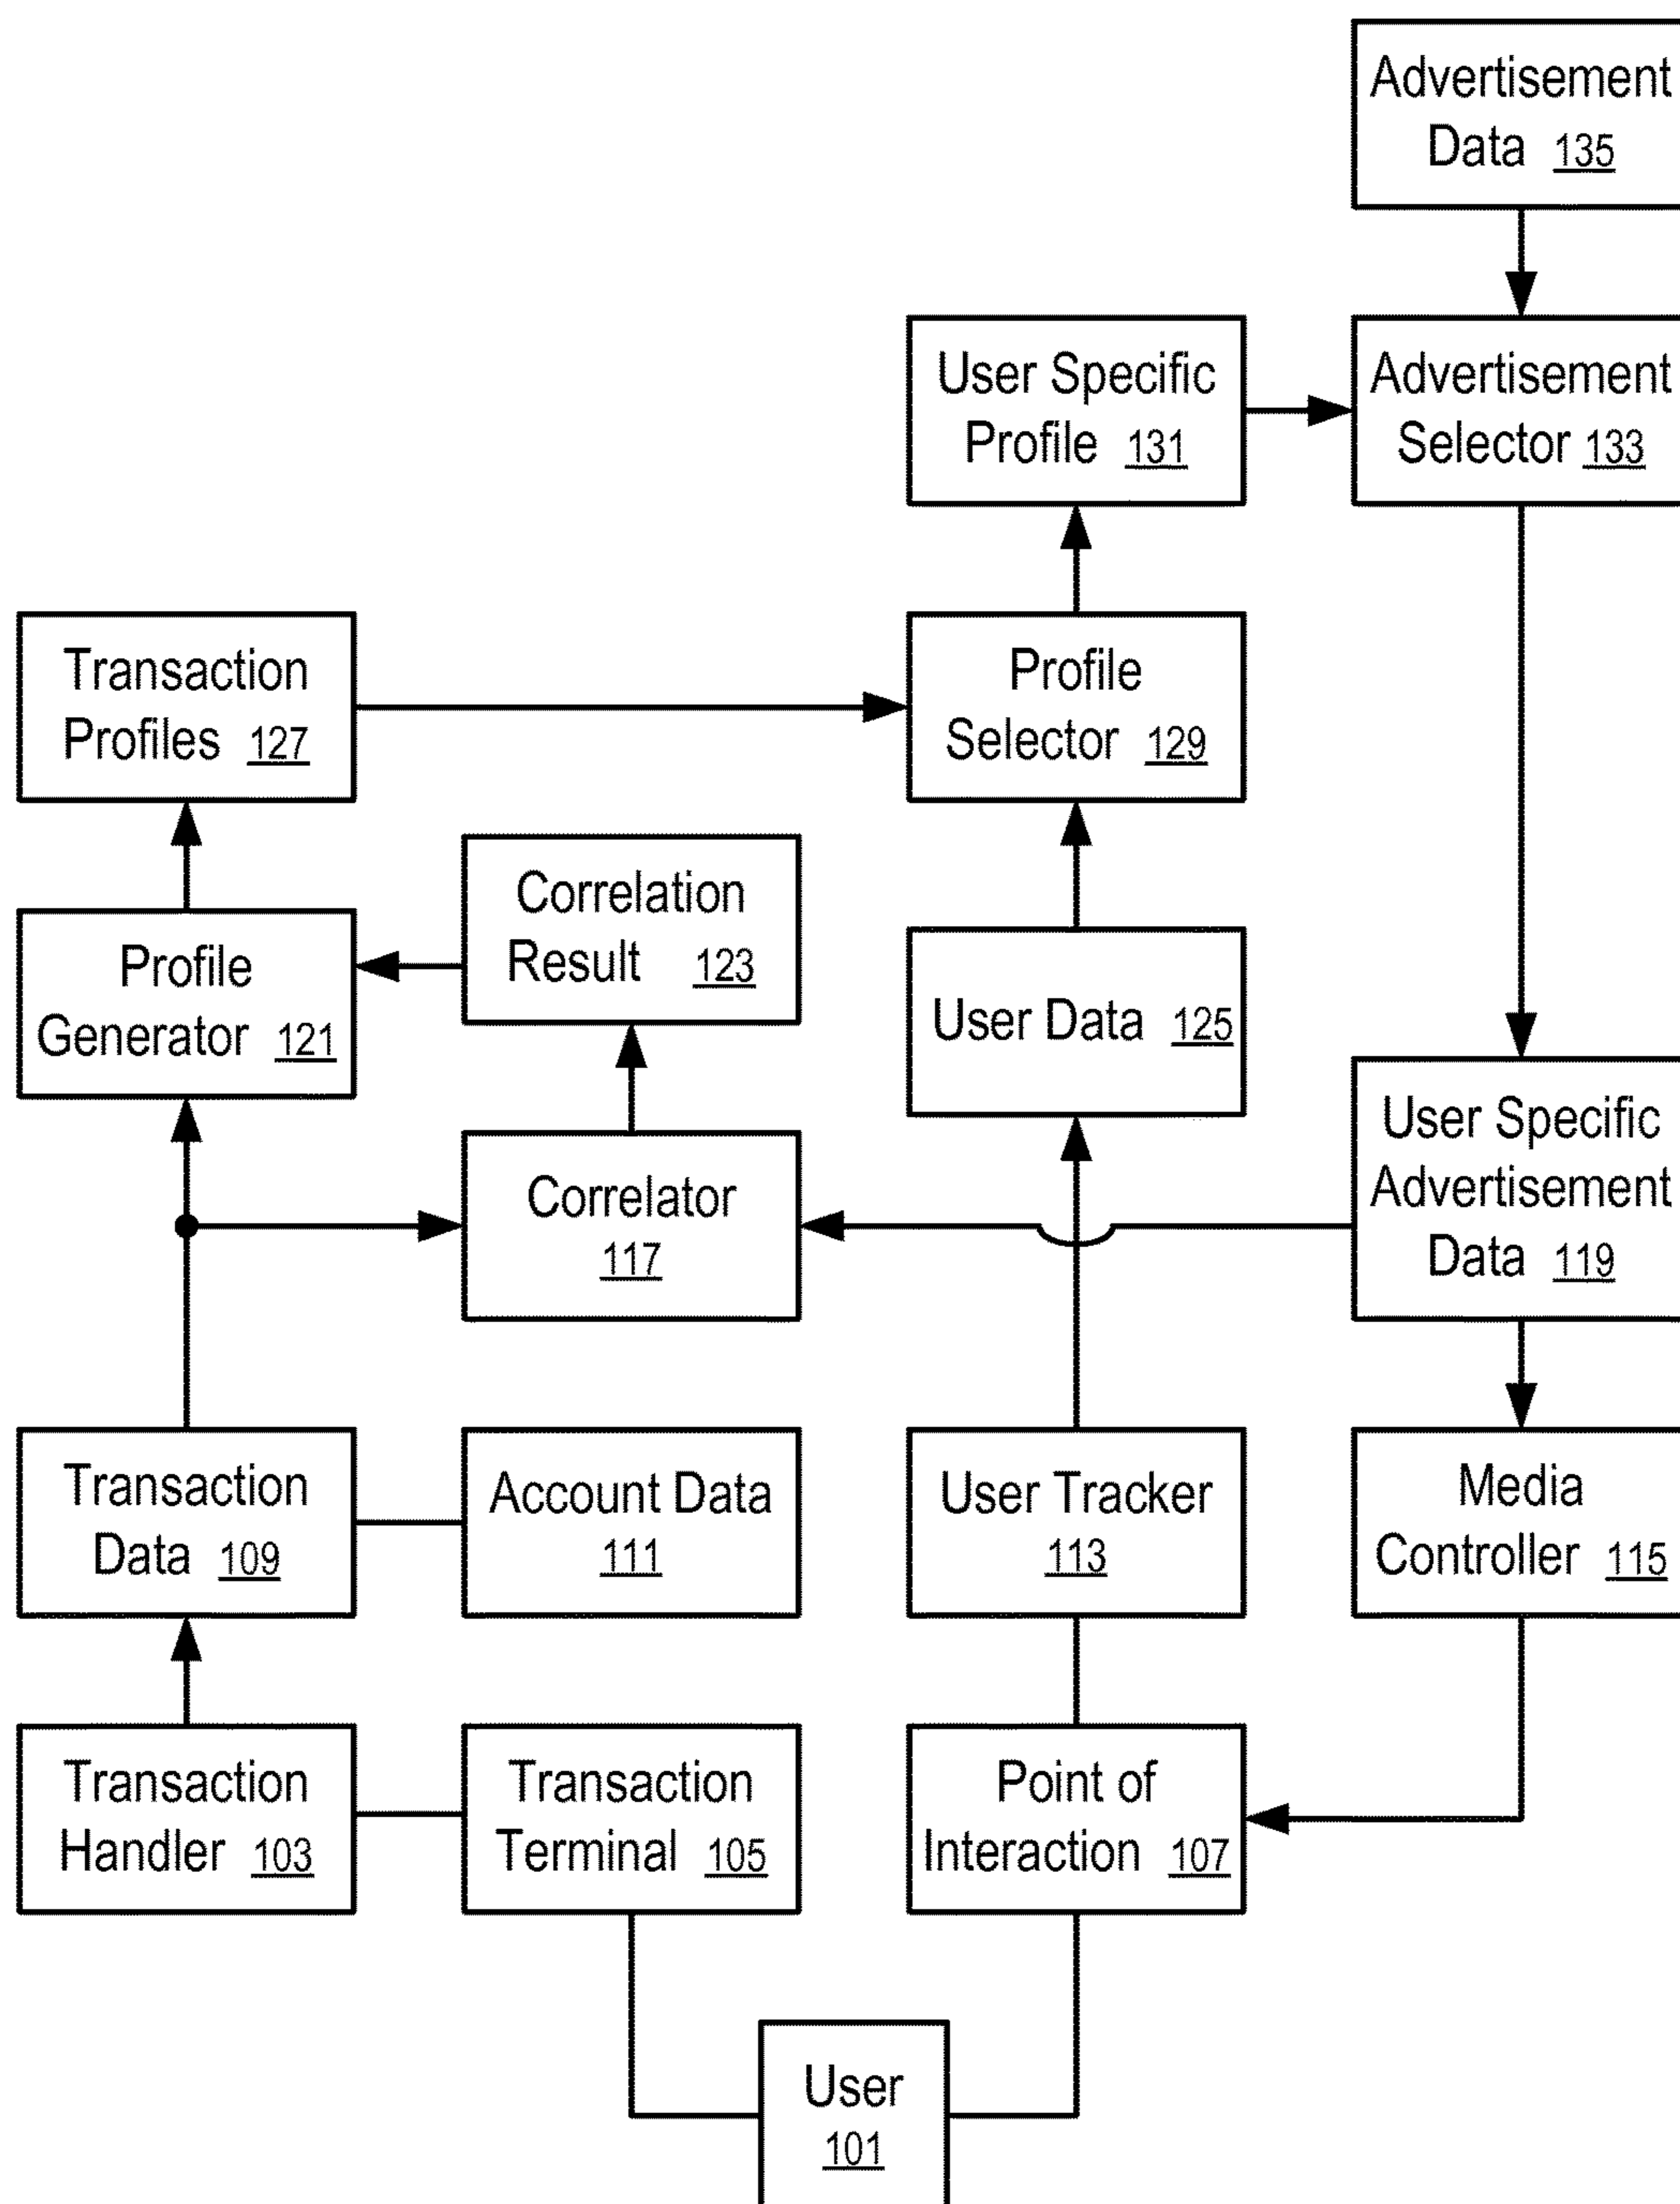 Advertisement
Data 135
User Specific
Profile 131
Advertisement
Selector 133
Transaction
Profiles 127
Profile
Selector 129
Correlation
Result 123
Profile
Generator 121
User Data 125
User Specific
Advertisement
Data 119
Correlator
117
Transaction
Data 109
Account Data
111
User Tracker
113
Media
Controller 115
Transaction
Handler 103
Transaction
Terminal 105
Point of
Interaction 107
User
101